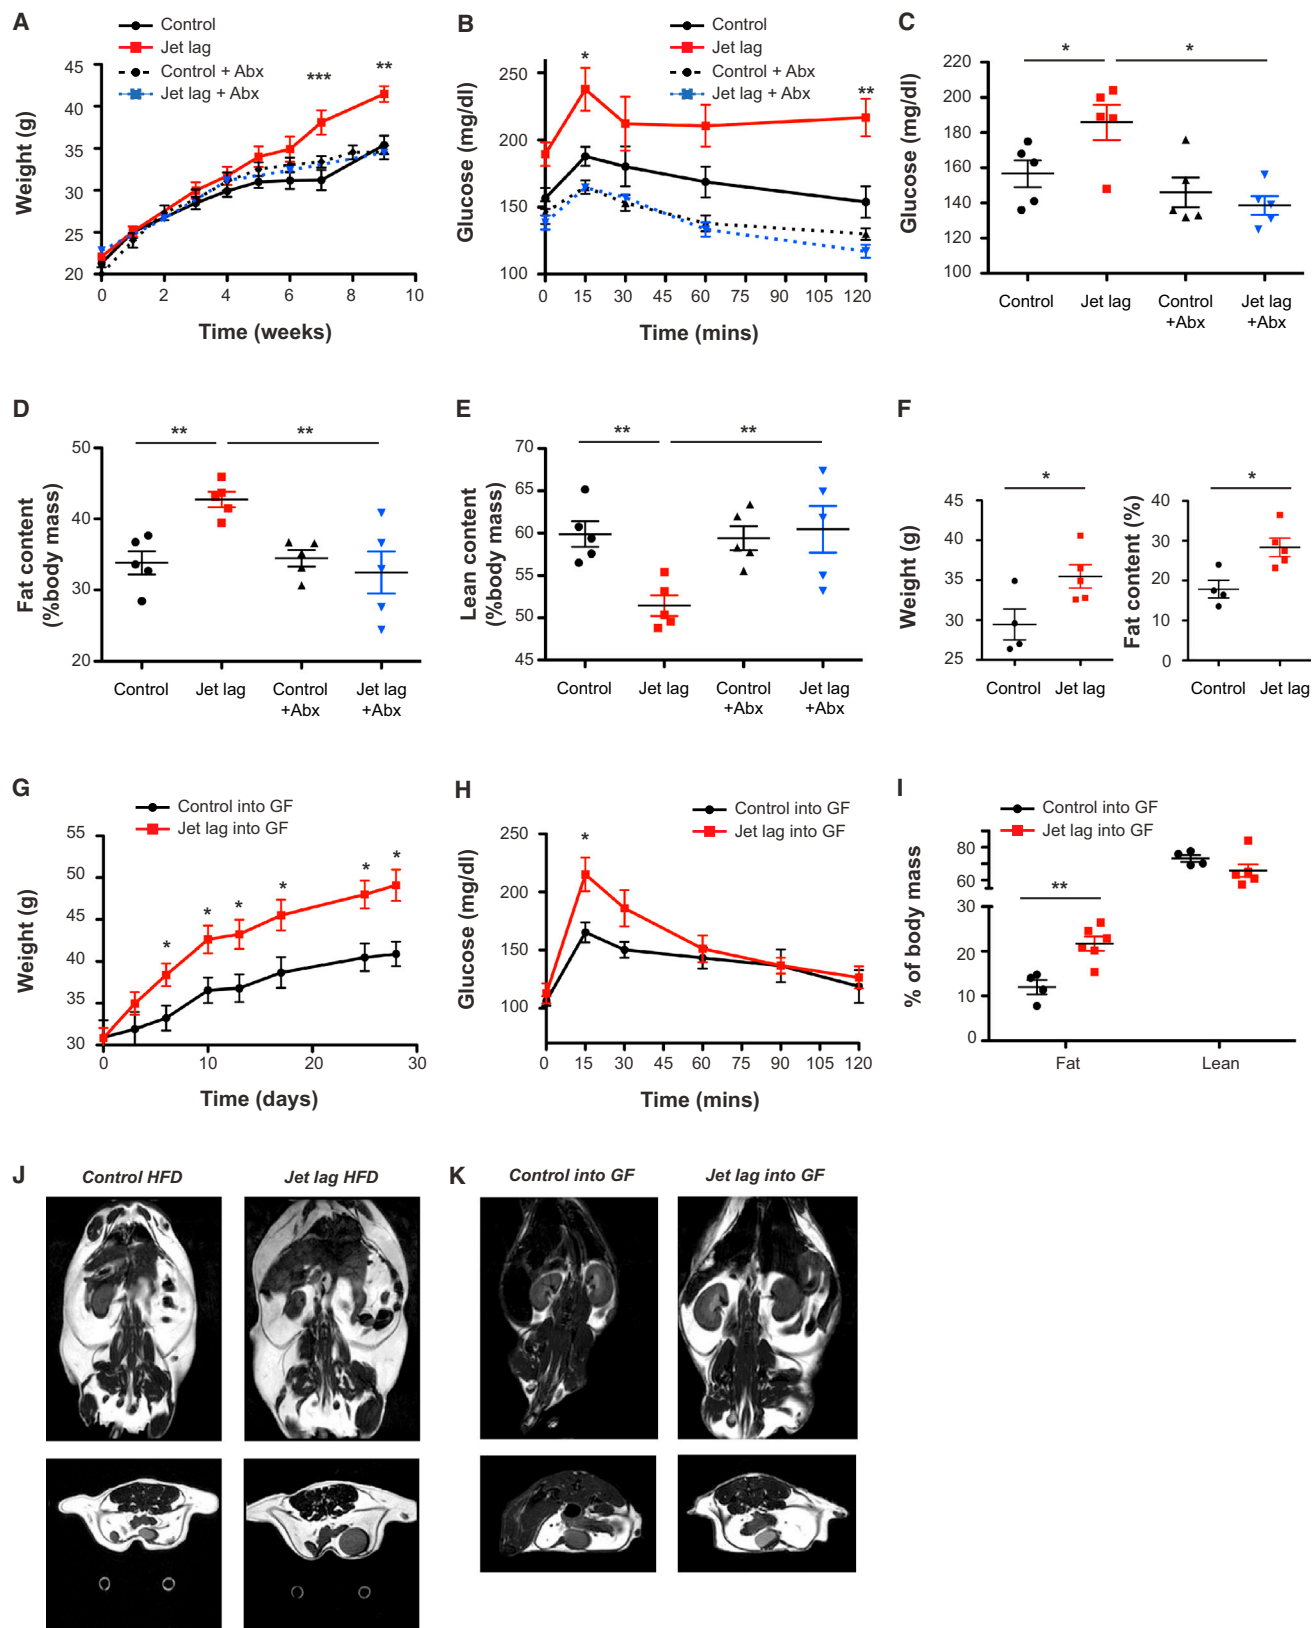 A
Control
Jet lag
Control + Abx
Jet lag + Abx
***
**
Weight (g)
45
40
35
30
25
20
0 2 4 6 8 10
Time (weeks)
B
Control
Jet lag
Control + Abx
Jet lag + Abx
*
**
Glucose (mg/dl)
250
200
150
100
0 15 30 45 60 75 90 105 120
Time (mins)
C
* *
Glucose (mg/dl)
220
200
180
160
140
120
100
Control Jet lag Control Jet lag
+Abx +Abx
D
** **
Fat content
(%body mass)
50
40
30
20
Control Jet lag Control Jet lag
+Abx +Abx
E
** **
Lean content
(%body mass)
70
65
60
55
50
45
Control Jet lag Control Jet lag
+Abx +Abx
F
*
Weight (g)
45
40
35
30
25
Control Jet lag
*
Fat content (%)
40
30
20
10
0
Control Jet lag
G
Control into GF
Jet lag into GF
* * * * * *
Weight (g)
55
50
45
40
35
30
0 10 20 30
Time (days)
H
Control into GF
Jet lag into GF
*
Glucose (mg/dl)
250
200
150
100
0 15 30 45 60 75 90 105 120
Time (mins)
I
Control into GF
Jet lag into GF
**
% of body mass
80
60
30
20
10
0
Fat Lean
J
Control HFD Jet lag HFD
K
Control into GF Jet lag into GF